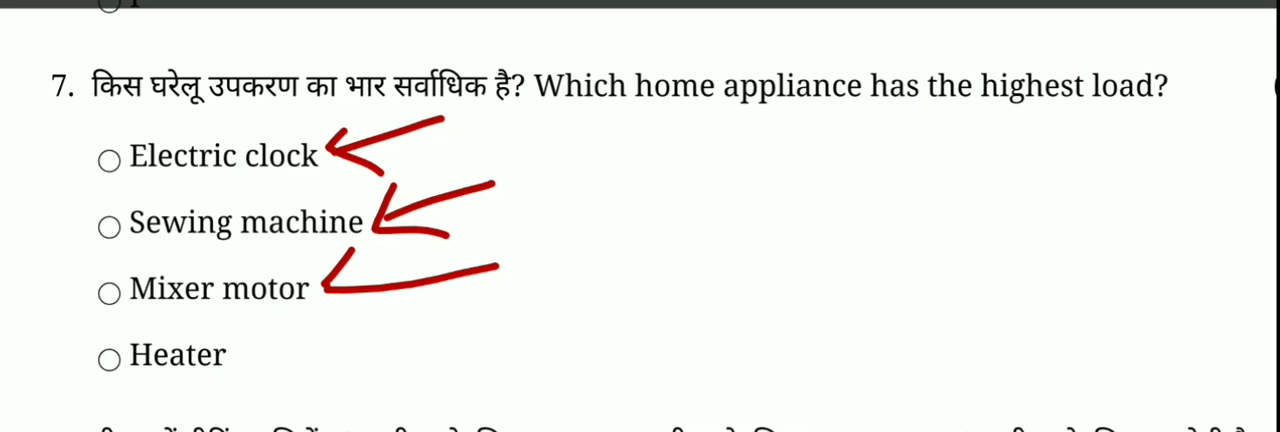 7. किस घरेलू उपकरण का भार सर्वाधिक है? Which home appliance has the highest load?
Electric clock
Sewing machine
Mixer motor
Heater